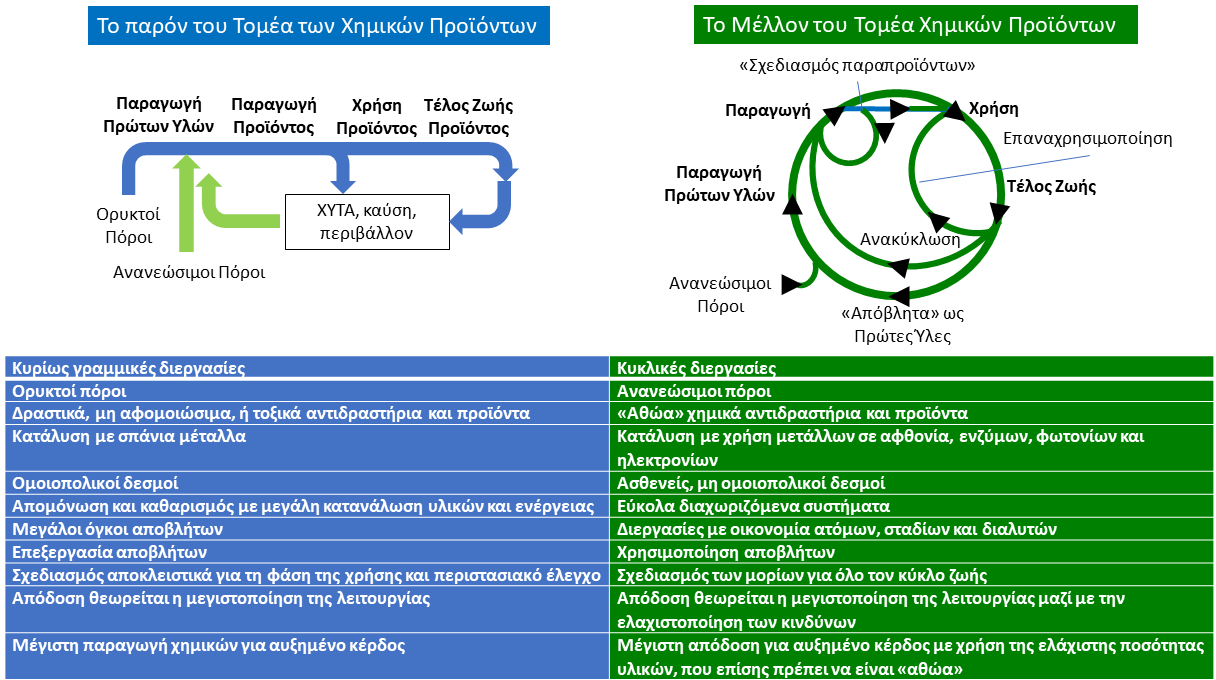 Το παρόν του Τομέα των Χημικών Προϊόντων
Παραγωγή
Πρώτων Υλών
Παραγωγή
Προϊόντος
Χρήση
Προϊόντος
Τέλος Ζωής
Προϊόντος
Ορυκτοί
Πόροι
ΧΥΤΑ, καύση,
περιβάλλον
Ανανεώσιμοι Πόροι
Το Μέλλον του Τομέα Χημικών Προϊόντων
«Σχεδιασμός παραπροϊόντων»
Παραγωγή
Χρήση
Επαναχρησιμοποίηση
Παραγωγή
Πρώτων Υλών
Τέλος Ζωής
Ανακύκλωση
Ανανεώσιμοι
Πόροι
«Απόβλητα» ως
Πρώτες Ύλες
Κυρίως γραμμικές διεργασίες
Κυκλικές διεργασίες
Ορυκτοί πόροι
Ανανεώσιμοι πόροι
Δραστικά, μη αφομοιώσιμα, ή τοξικά αντιδραστήρια και προϊόντα
«Αθώα» χημικά αντιδραστήρια και προϊόντα
Κατάλυση με σπάνια μέταλλα
Κατάλυση με χρήση μετάλλων σε αφθονία, ενζύμων, φωτονίων και
ηλεκτρονίων
Ομοιοπολικοί δεσμοί
Ασθενείς, μη ομοιοπολικοί δεσμοί
Απομόνωση και καθαρισμός με μεγάλη κατανάλωση υλικών και ενέργειας
Εύκολα διαχωριζόμενα συστήματα
Μεγάλοι όγκοι αποβλήτων
Διεργασίες με οικονομία ατόμων, σταδίων και διαλυτών
Επεξεργασία αποβλήτων
Χρησιμοποίηση αποβλήτων
Σχεδιασμός αποκλειστικά για τη φάση της χρήσης και περιστασιακό έλεγχο
Σχεδιασμός των μορίων για όλο τον κύκλο ζωής
Απόδοση θεωρείται η μεγιστοποίηση της λειτουργίας
Απόδοση θεωρείται η μεγιστοποίηση της λειτουργίας μαζί με την
ελαχιστοποίηση των κινδύνων
Μέγιστη παραγωγή χημικών για αυξημένο κέρδος
Μέγιστη απόδοση για αυξημένο κέρδος με χρήση της ελάχιστης ποσότητας
υλικών, που επίσης πρέπει να είναι «αθώα»